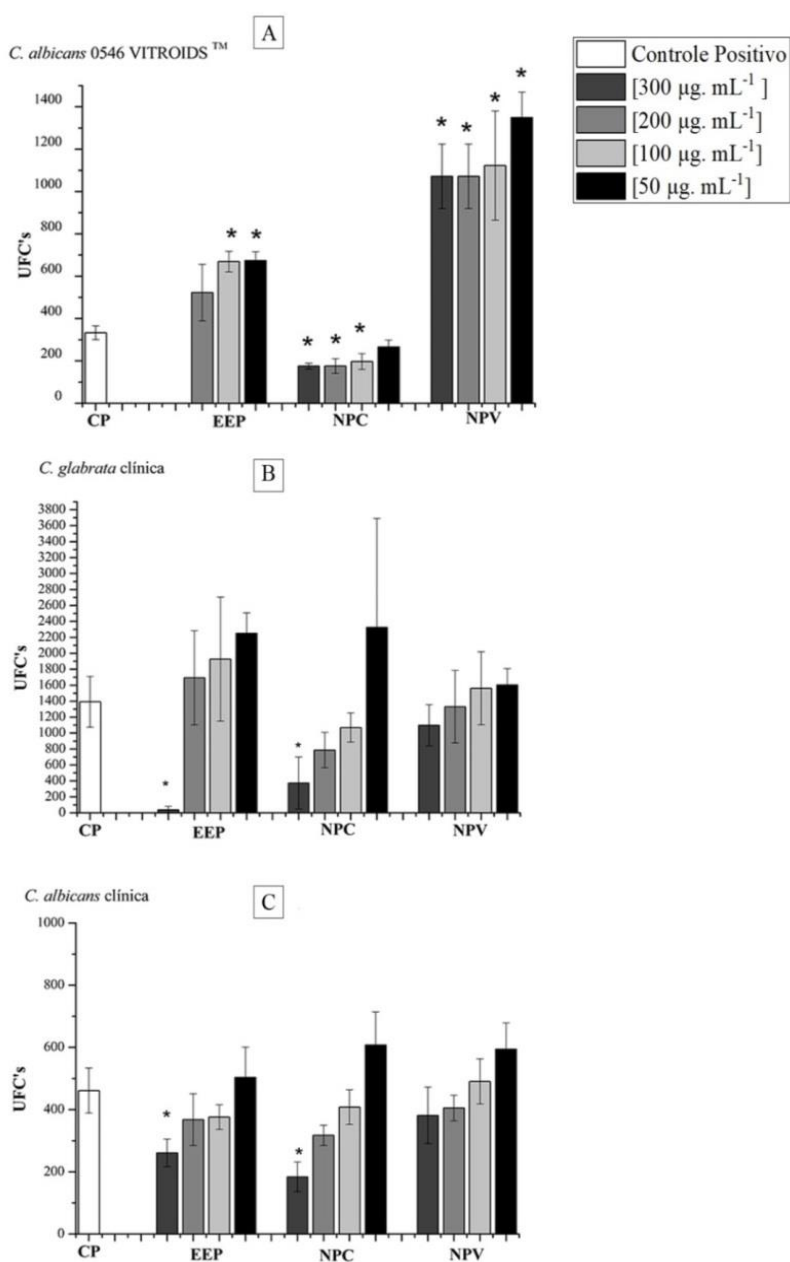 A
C. albicans 0546 VITROIDS ™
Controle Positivo
[300 µg. mL-1 ]
[200 µg. mL-1]
[100 µg. mL-1]
[50 µg. mL-1]
1400
1200
1000
800
600
400
200
0
UFC's
* * * * * * * * *
CP EEP NPC NPV
C. glabrata clínica
B
3800
3600
3400
3200
3000
2800
2600
2400
2200
2000
1800
1600
1400
1200
1000
800
600
400
200
0
UFC's
* *
CP EEP NPC NPV
C. albicans clínica
C
1000
800
600
400
200
0
UFC's
* *
CP EEP NPC NPV